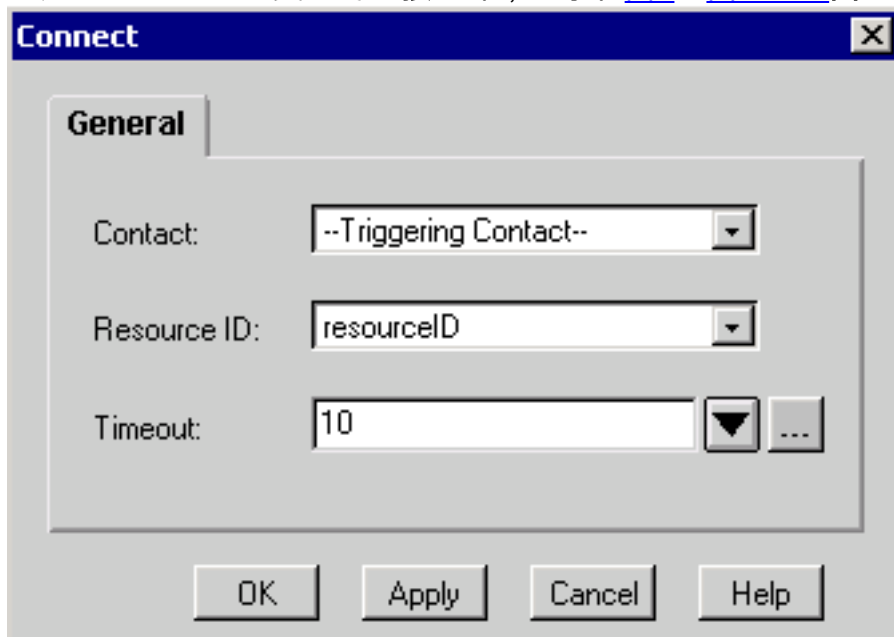 Connect
General
Contact: --Triggering Contact--
Resource ID: resourceID
Timeout: 10 ...
OK Apply Cancel Help